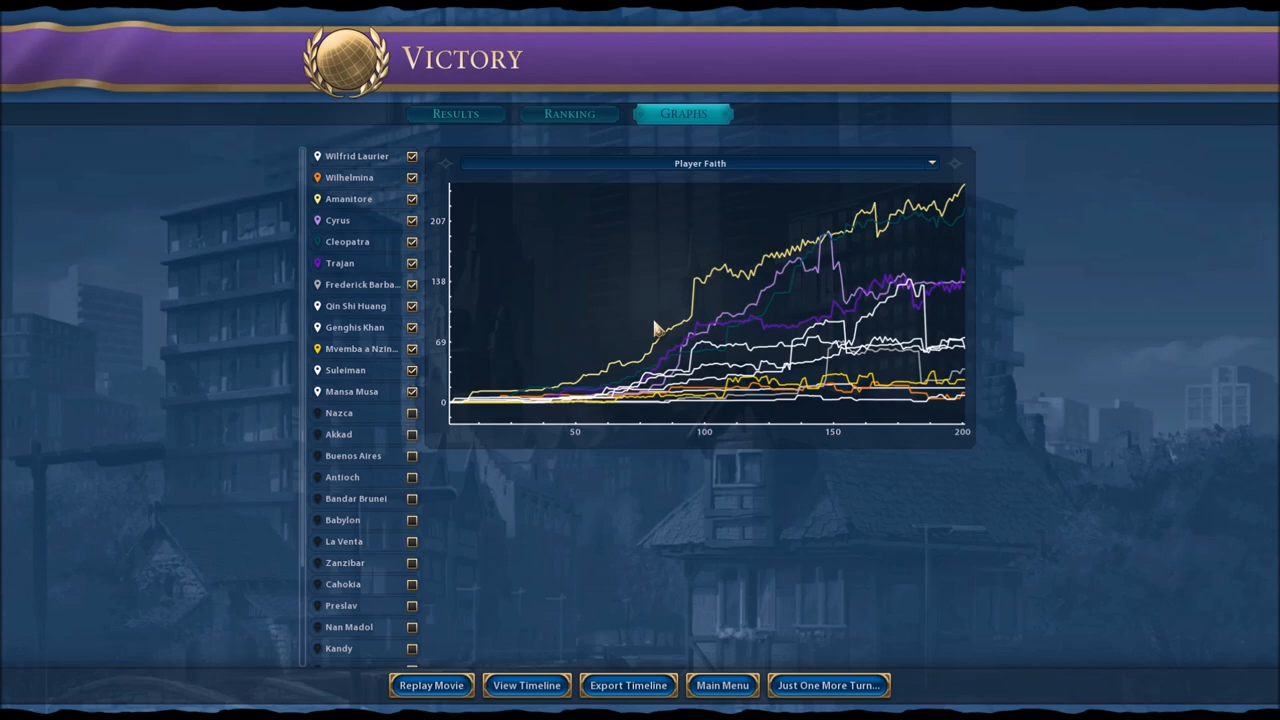 VICTORY
RESULTS
RANKING
GRAPHS
Wilfrid Laurier
Wilhelmina
Amanitore
Cyrus
Cleopatra
Trajan
Frederick Barba...
Qin Shi Huang
Genghis Khan
Mvemba a Nzin...
Suleiman
Mansa Musa
Nazca
Akkad
Buenos Aires
Antioch
Bandar Brunei
Babylon
La Venta
Zanzibar
Cahokia
Preslav
Nan Madol
Kandy
Player Faith
207
138
69
0
50
100
150
200
Replay Movie
View Timeline
Export Timeline
Main Menu
Just One More Turn...